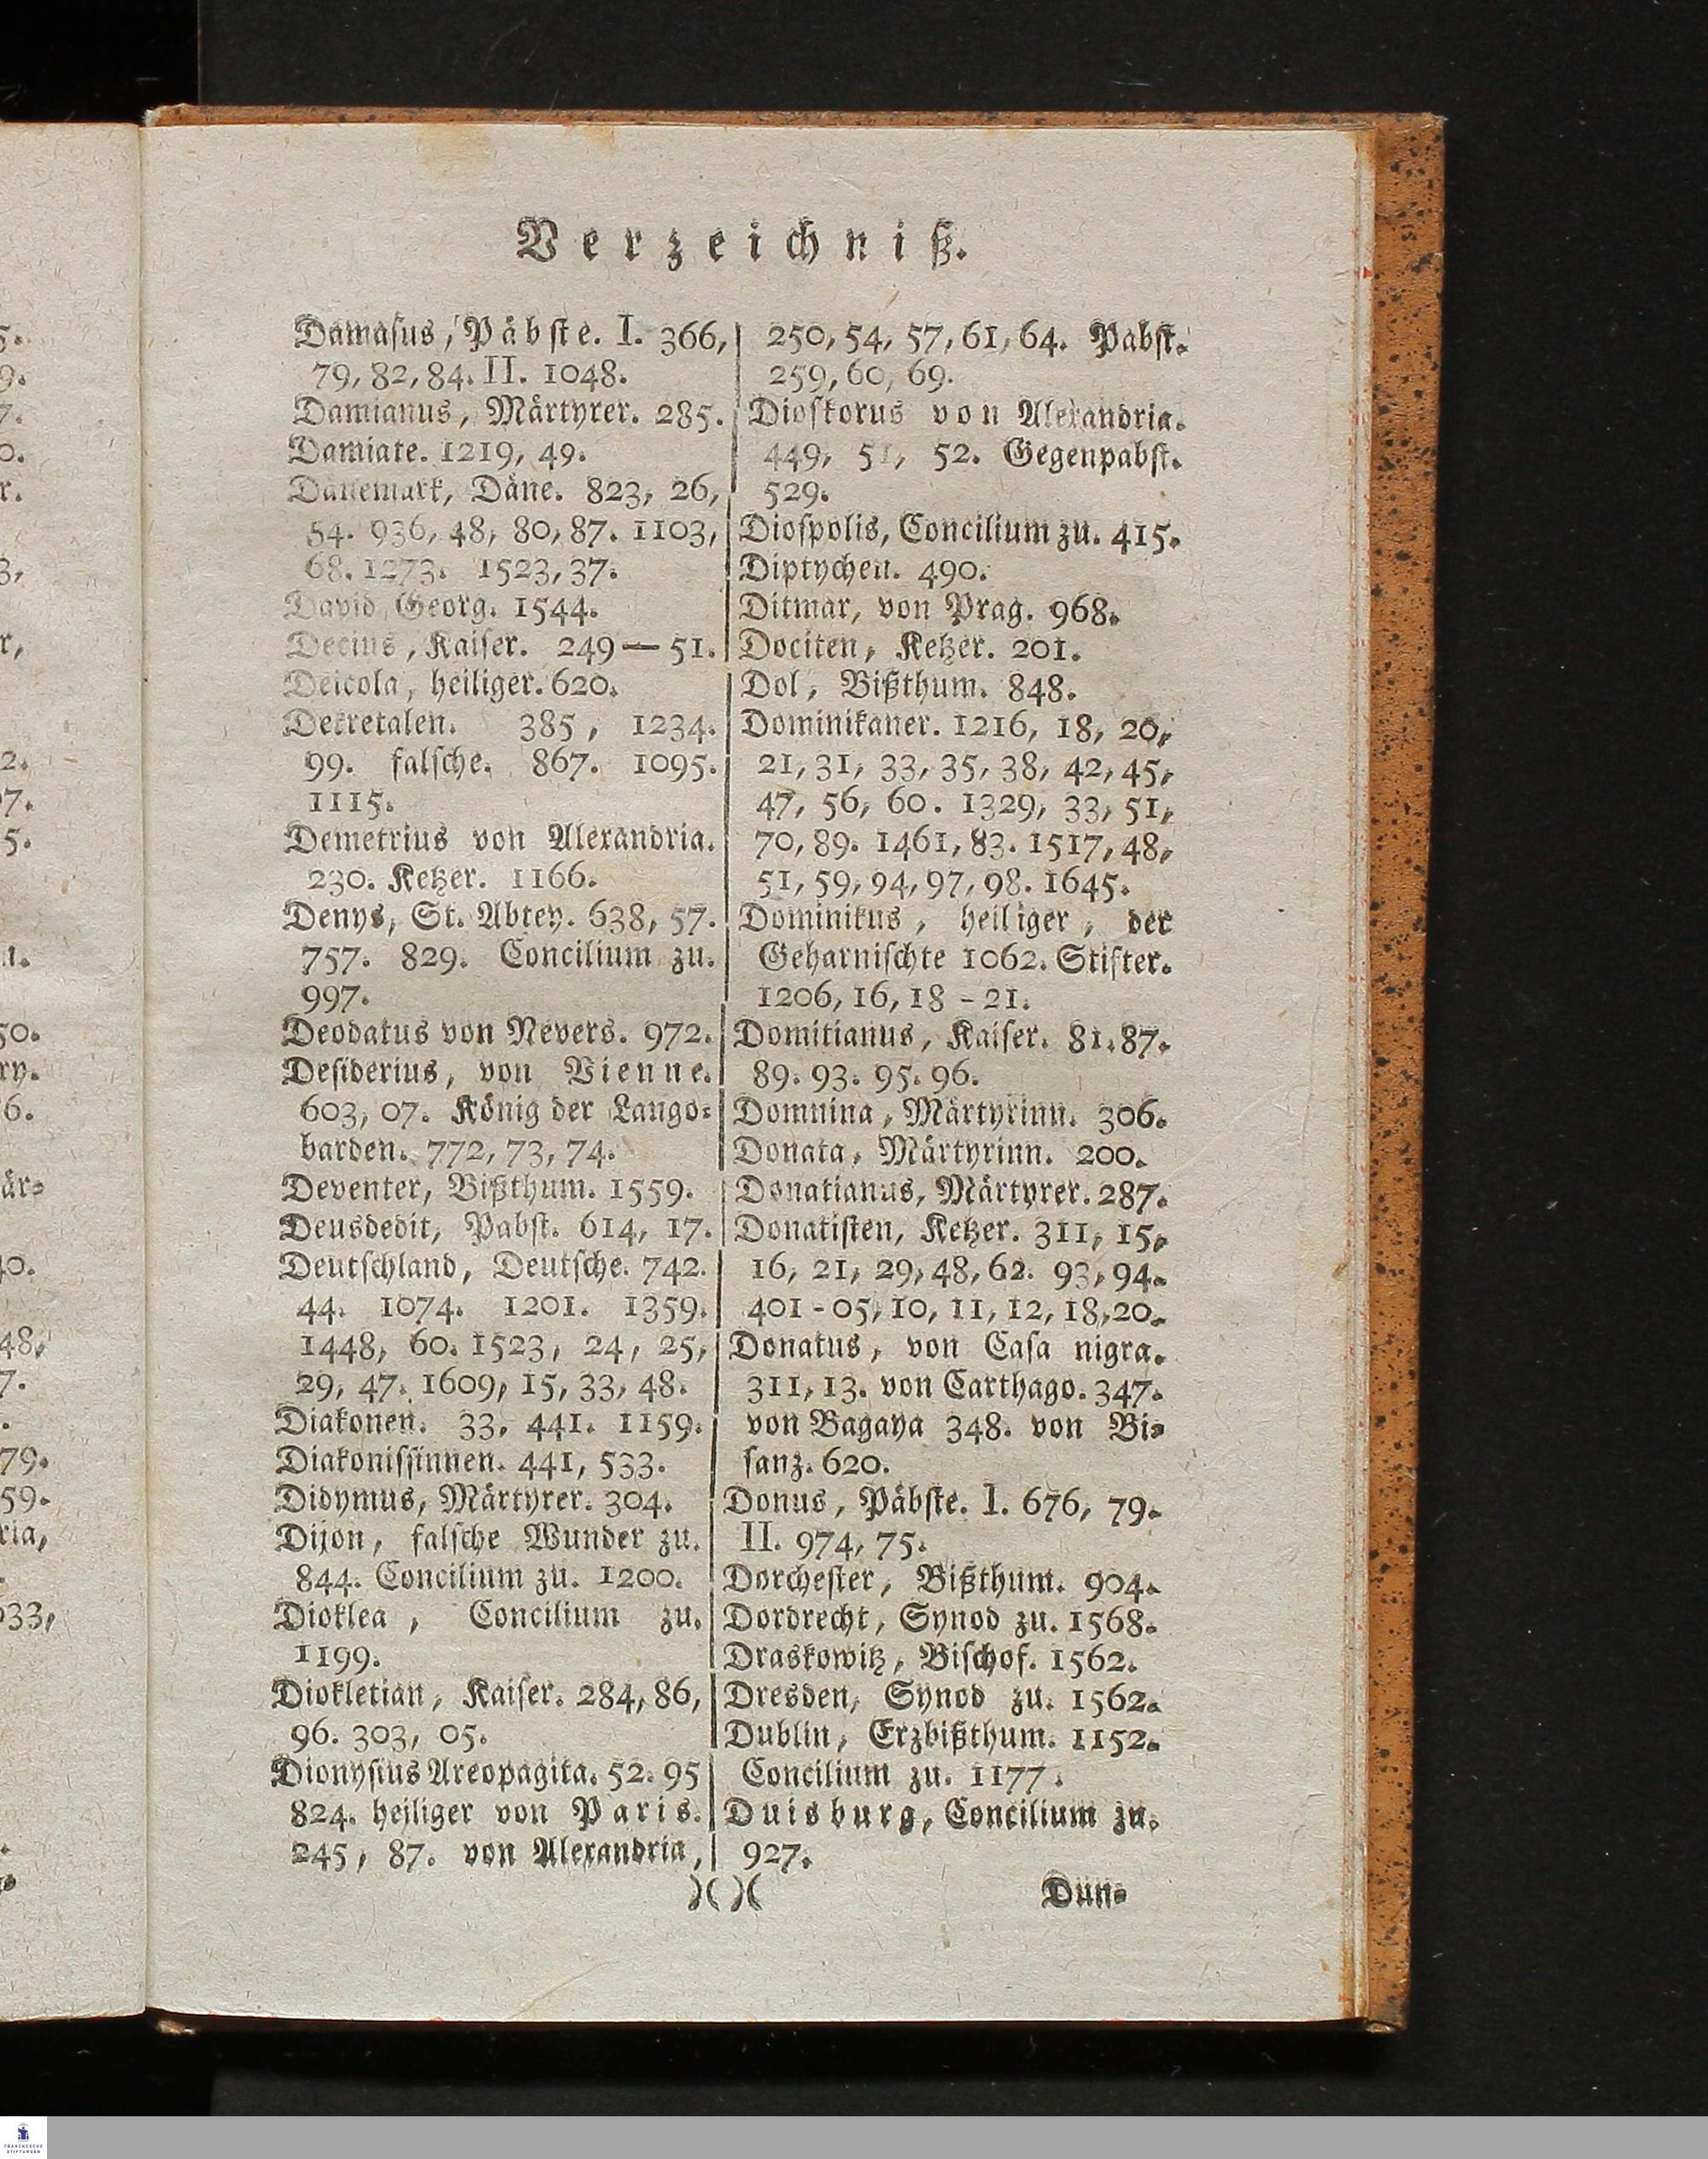 Verzeichniß.
Damasus, Päbste. I. 366,
79, 82, 84. II. 1048.
Damianus, Märtyrer. 285.
Damiate. 1219, 49.
Dänemark, Däne. 823, 26,
54. 936, 48, 80, 87. 1103,
68. 1273. 1523, 37.
David Georg. 1544.
Decius, Kaiser. 249 — 51.
Deicola, heiliger. 620.
Dekretalen. 385, 1234.
99. falsche. 867. 1095.
1115.
Demetrius von Alexandria.
230. Ketzer. 1166.
Denys, St. Abtey. 638, 57.
757. 829. Concilium zu.
997.
Deodatus von Nevers. 972.
Desiderius, von Vienne.
603, 07. König der Lango-
barden. 772, 73, 74.
Deventer, Bißthum. 1559.
Deusdedit, Pabst. 614, 17.
Deutschland, Deutsche. 742.
44. 1074. 1201. 1359.
1448, 60. 1523, 24, 25,
29, 47. 1609, 15, 33, 48.
Diakonen. 33, 441. 1159.
Diakonissinnen. 441, 533.
Didymus, Märtyrer. 304.
Dijon, falsche Wunder zu.
844. Concilium zu. 1200.
Dioklea, Concilium zu.
1199.
Diokletian, Kaiser. 284, 86,
96. 303, 05.
Dionysius Areopagita. 52. 95
824. heiliger von Paris.
245, 87. von Alexandria,
250, 54, 57, 61, 64. Pabst.
259, 60, 69.
Dioskorus von Alexandria.
449, 51, 52. Gegenpabst.
529.
Diospolis, Concilium zu. 415.
Diptychen. 490.
Ditmar, von Prag. 968.
Dociten, Ketzer. 201.
Dol, Bißthum. 848.
Dominikaner. 1216, 18, 20,
21, 31, 33, 35, 38, 42, 45,
47, 56, 60. 1329, 33, 51,
70, 89. 1461, 83. 1517, 48,
51, 59, 94, 97, 98. 1645.
Dominikus, heiliger, der
Geharnischte 1062. Stifter.
1206, 16, 18 - 21.
Domitianus, Kaiser. 81. 87.
89. 93. 95. 96.
Domnina, Märtyrinn. 306.
Donata, Märtyrinn. 200.
Donatianus, Märtyrer. 287.
Donatisten, Ketzer. 311, 15,
16, 21, 29, 48, 62. 93, 94.
401 - 05, 10, 11, 12, 18, 20.
Donatus, von Casa nigra.
311, 13. von Carthago. 347.
von Bagaya 348. von Bi-
sanz. 620.
Donus, Päbste. I. 676, 79.
II. 974, 75.
Dorchester, Bißthum. 904.
Dordrecht, Synod zu. 1568.
Draskowitz, Bischof. 1562.
Dresden, Synod zu. 1562.
Dublin, Erzbißthum. 1152.
Concilium zu. 1177.
Duisburg, Concilium zu.
927.
)( )(
Dün-
FRANCKESCHE
STIFTUNGEN